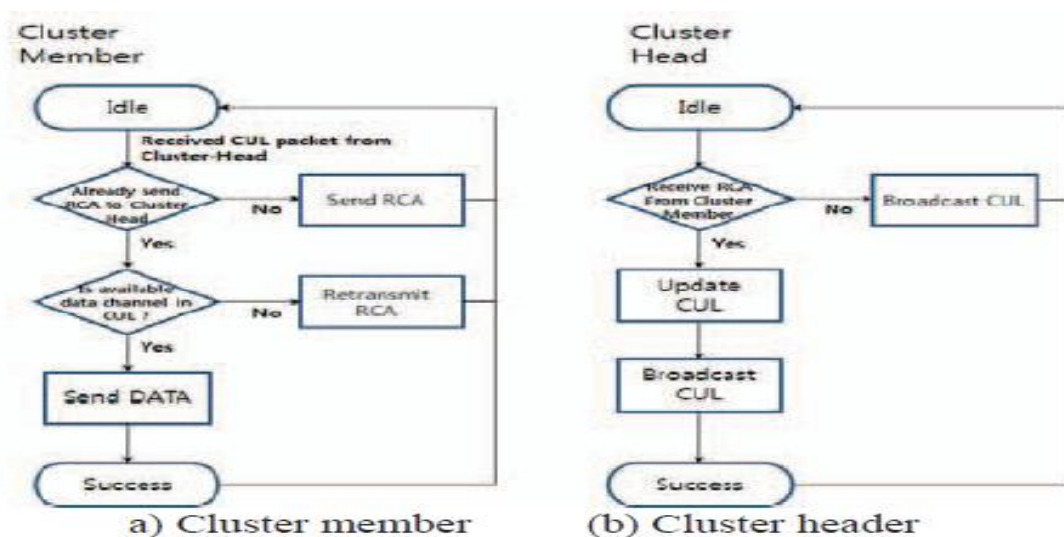 Cluster
Member
Idle
Received CUL packet from
Cluster-Head
Already send
RCA to Cluster
Head
No
Send RCA
Yes
Is available
data channel in
CUL ?
No
Retransmit
RCA
Yes
Send DATA
Success
a) Cluster member
Cluster
Head
Idle
Receive RCA
From Cluster
Member
No
Broadcast CUL
Yes
Update
CUL
Broadcast
CUL
Success
(b) Cluster header